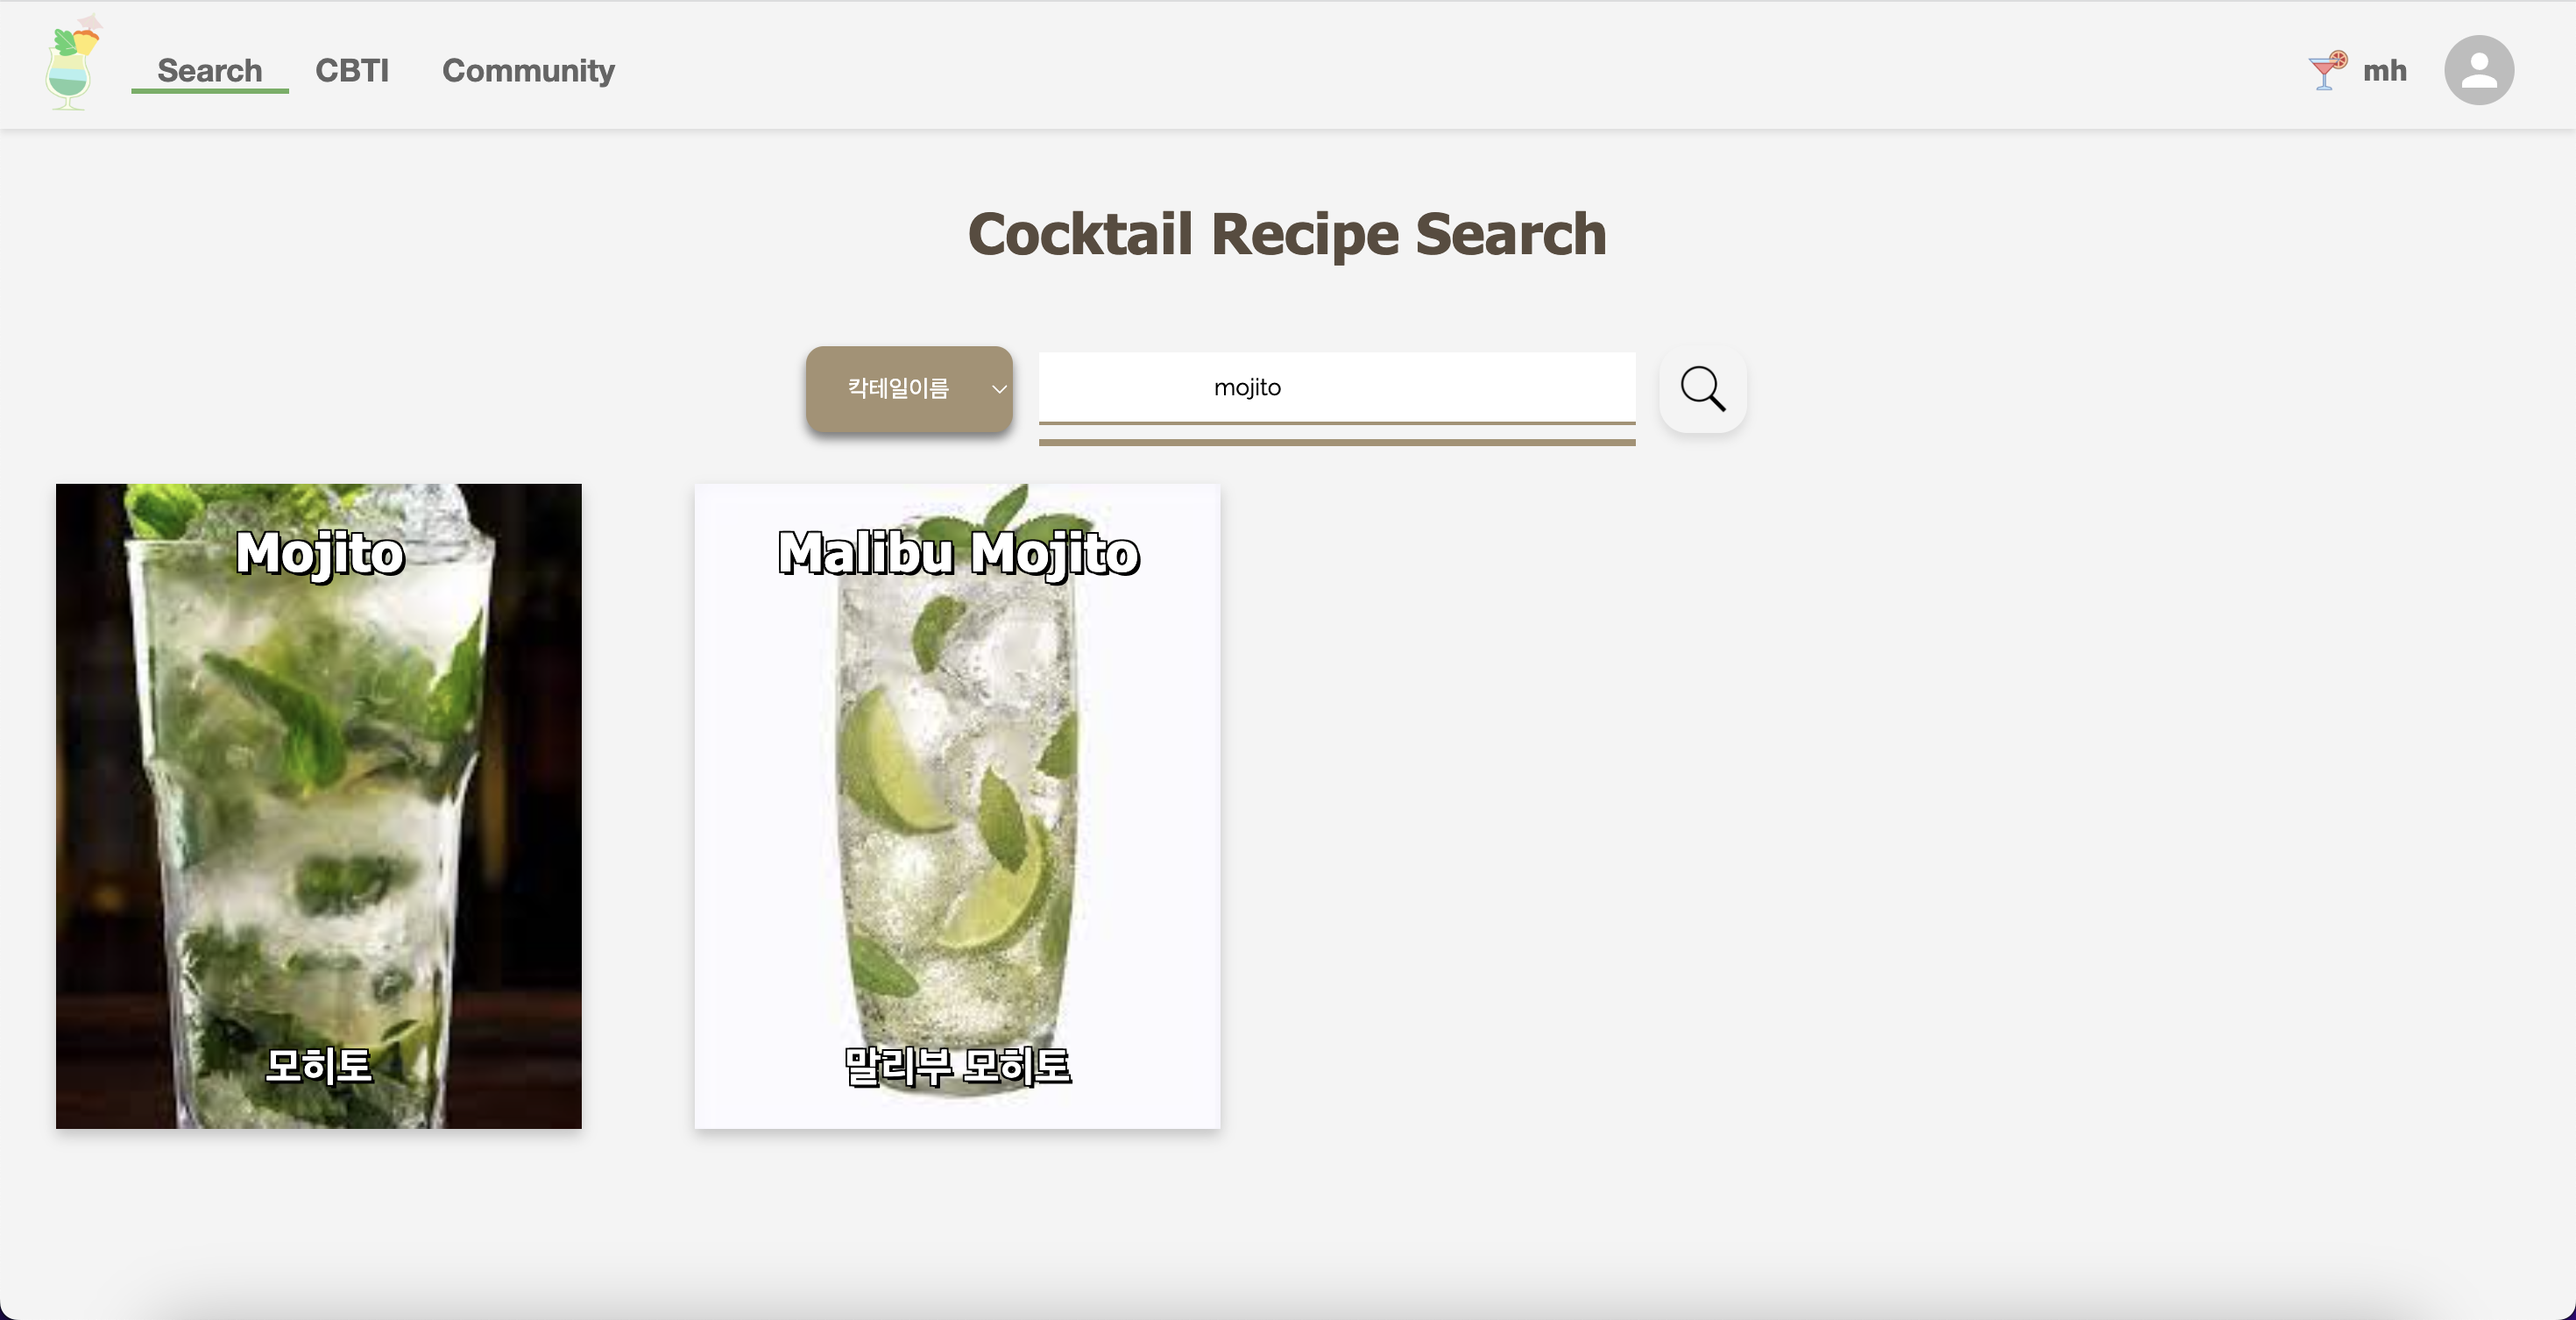 Search
CBTI
Community
mh
Cocktail Recipe Search
칵테일이름
mojito
Mojito
Malibu Mojito
모히토
말리부 모히토